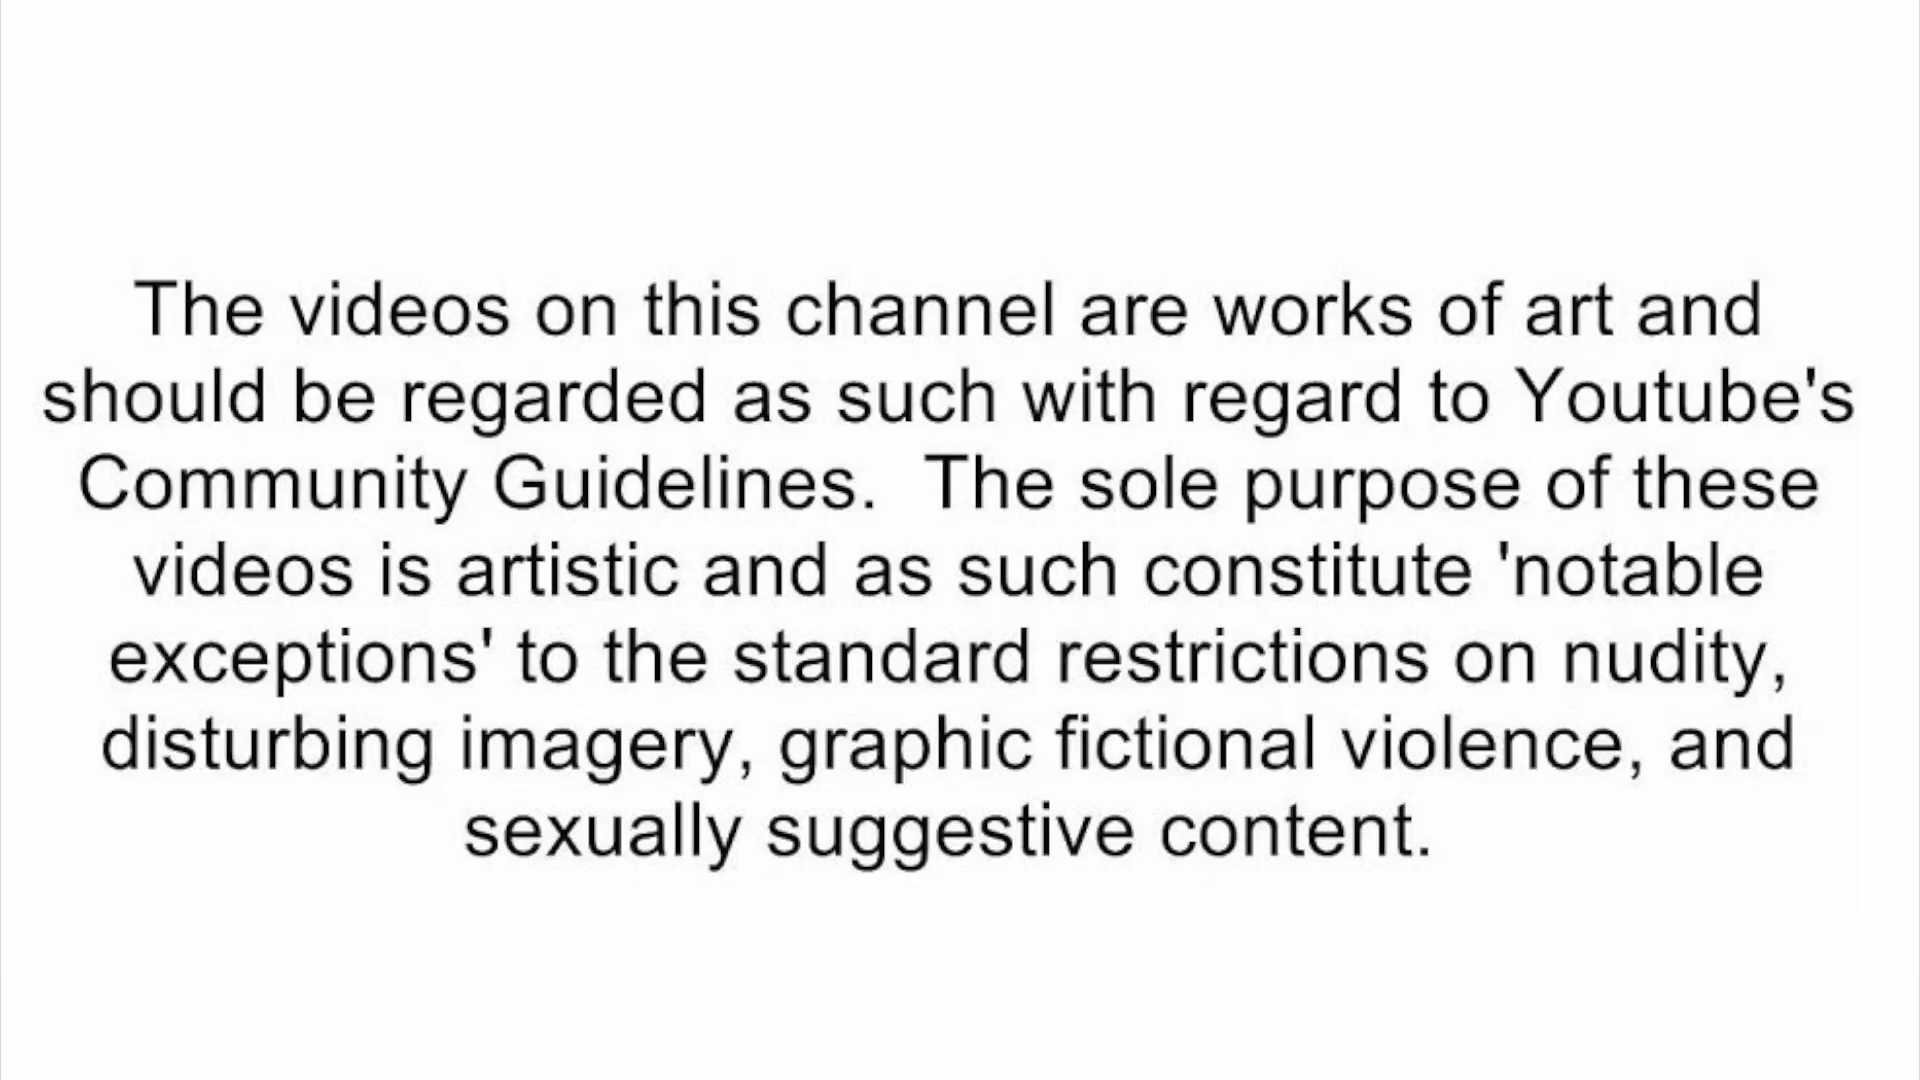 The videos on this channel are works of art and
should be regarded as such with regard to Youtube's
Community Guidelines.  The sole purpose of these
videos is artistic and as such constitute 'notable
exceptions' to the standard restrictions on nudity,
disturbing imagery, graphic fictional violence, and
sexually suggestive content.